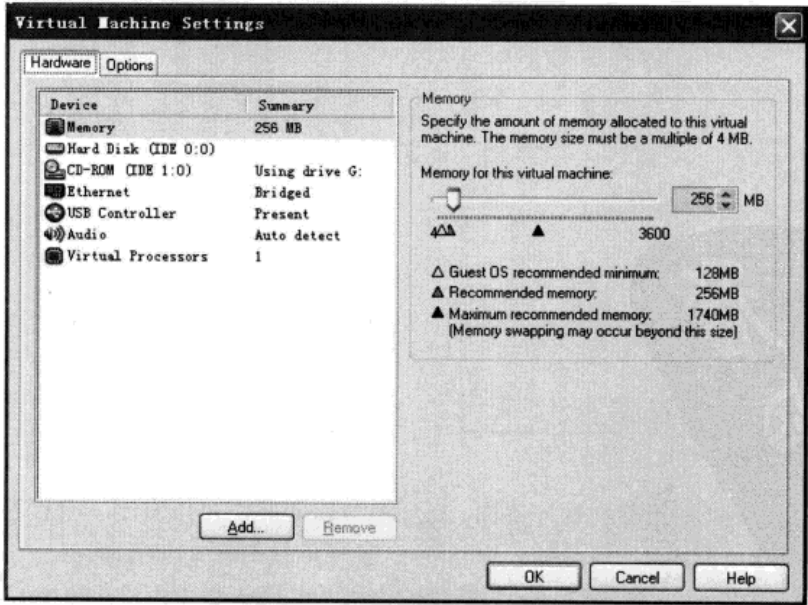 Virtual Machine Settings
Hardware Options
Device Summary
Memory 256 MB
Hard Disk (IDE 0:0)
CD-ROM (IDE 1:0) Using drive G:
Ethernet Bridged
USB Controller Present
Audio Auto detect
Virtual Processors 1
Add... Remove
Memory
Specify the amount of memory allocated to this virtual
machine. The memory size must be a multiple of 4 MB.
Memory for this virtual machine:
256 MB
4 3600
Guest OS recommended minimum: 128MB
Recommended memory: 256MB
Maximum recommended memory: 1740MB
(Memory swapping may occur beyond this size)
OK Cancel Help